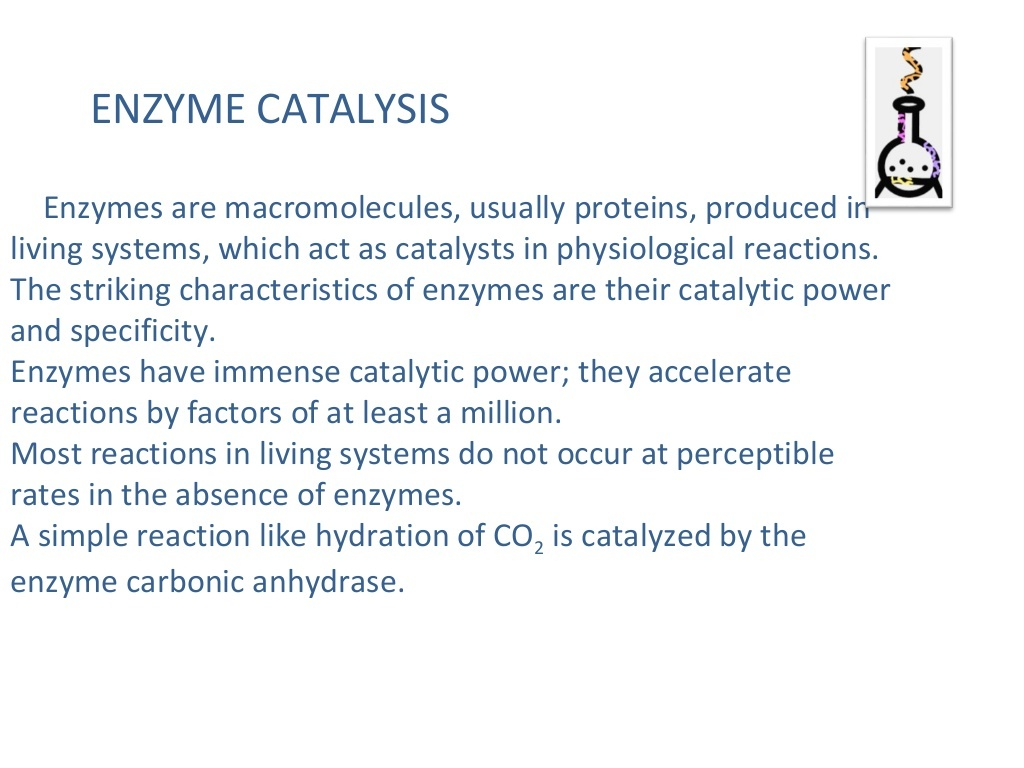 ENZYME CATALYSIS
Enzymes are macromolecules, usually proteins, produced in
living systems, which act as catalysts in physiological reactions.
The striking characteristics of enzymes are their catalytic power
and specificity.
Enzymes have immense catalytic power; they accelerate
reactions by factors of at least a million.
Most reactions in living systems do not occur at perceptible
rates in the absence of enzymes.
A simple reaction like hydration of CO₂ is catalyzed by the
enzyme carbonic anhydrase.